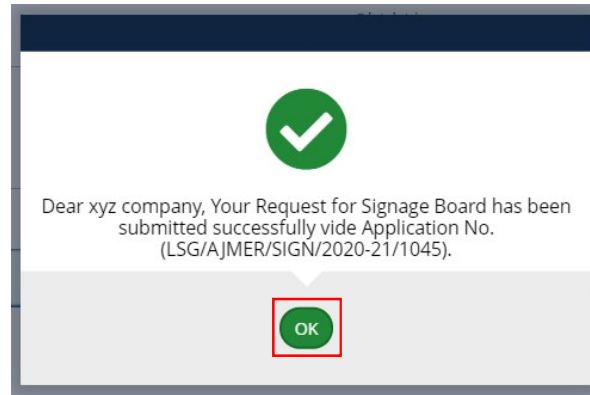 Dear xyz company, Your Request for Signage Board has been
submitted successfully vide Application No.
(LSG/AJMER/SIGN/2020-21/1045).
OK